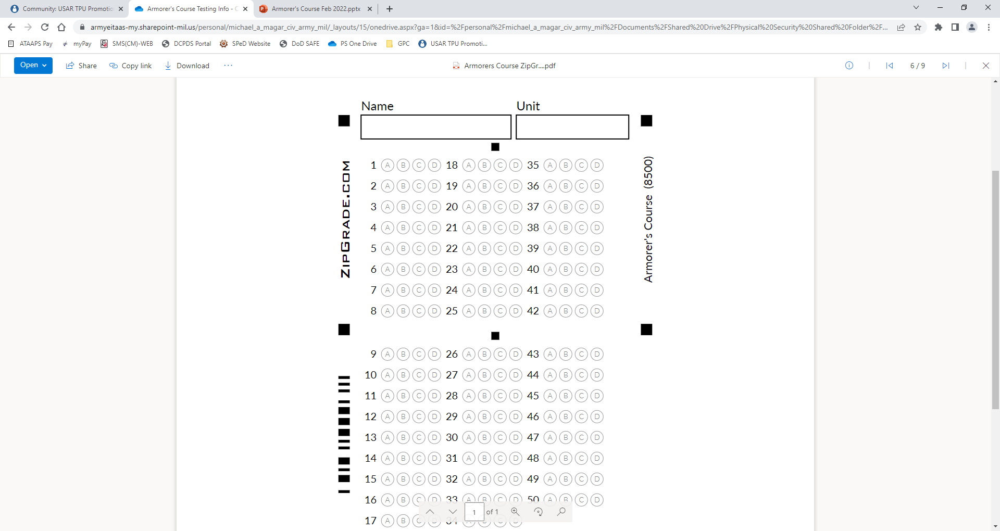 Community: USAR TPU Promotio
Armorer's Course Testing Info - C
Armorer's Course Feb 2022.pptx
armyeitaas-my.sharepoint-mil.us/personal/michael_a_magar_civ_army_mil/_layouts/15/onedrive.aspx?ga=1&id=%2Fpersonal%2Fmichael_a_magar_civ_army_mil%2FDocuments%2FShared%20Drive%2FPhysical%20Security%20Shared%20Folder%2F...
ATAAPS Pay myPay SMS(CM)-WEB DCPDS Portal SPeD Website DoD SAFE PS One Drive GPC USAR TPU Promoti...
Open Share Copy link Download ... Armorers Course ZipGr....pdf 6 / 9
Name Unit
ZipGrade.com
Armorer's Course (8500)
1 A B C D 18 A B C D 35 A B C D
2 A B C D 19 A B C D 36 A B C D
3 A B C D 20 A B C D 37 A B C D
4 A B C D 21 A B C D 38 A B C D
5 A B C D 22 A B C D 39 A B C D
6 A B C D 23 A B C D 40 A B C D
7 A B C D 24 A B C D 41 A B C D
8 A B C D 25 A B C D 42 A B C D
9 A B C D 26 A B C D 43 A B C D
10 A B C D 27 A B C D 44 A B C D
11 A B C D 28 A B C D 45 A B C D
12 A B C D 29 A B C D 46 A B C D
13 A B C D 30 A B C D 47 A B C D
14 A B C D 31 A B C D 48 A B C D
15 A B C D 32 A B C D 49 A B C D
16 A B C D 33 A B C D 50 A B C D
1 of 1
17 A B C D 34 A B C D